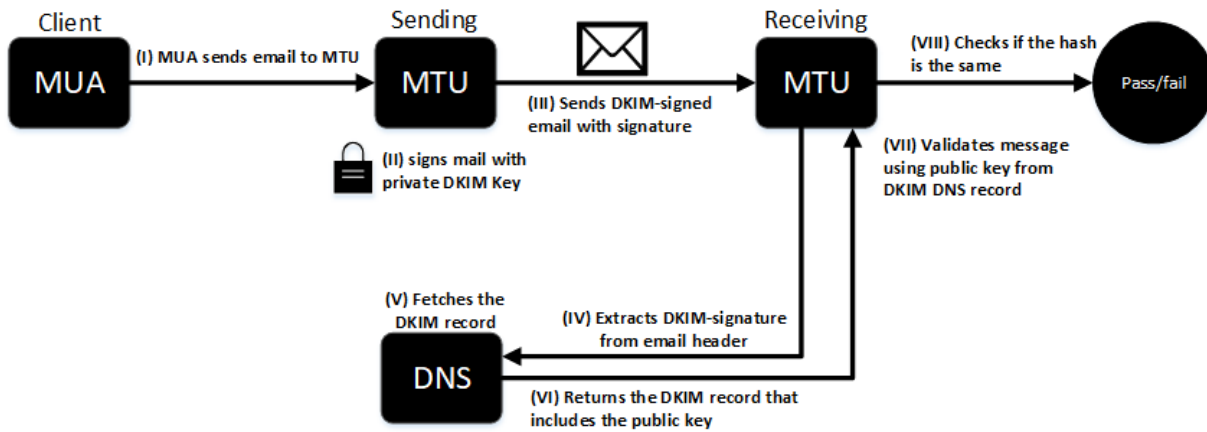 Client
Sending
Receiving
MUA
(I) MUA sends email to MTU
MTU
(III) Sends DKIM-signed
email with signature
MTU
(VIII) Checks if the hash
is the same
Pass/fail
(II) signs mail with
private DKIM Key
(VII) Validates message
using public key from
DKIM DNS record
(V) Fetches the
DKIM record
(IV) Extracts DKIM-signature
from email header
DNS
(VI) Returns the DKIM record that
includes the public key